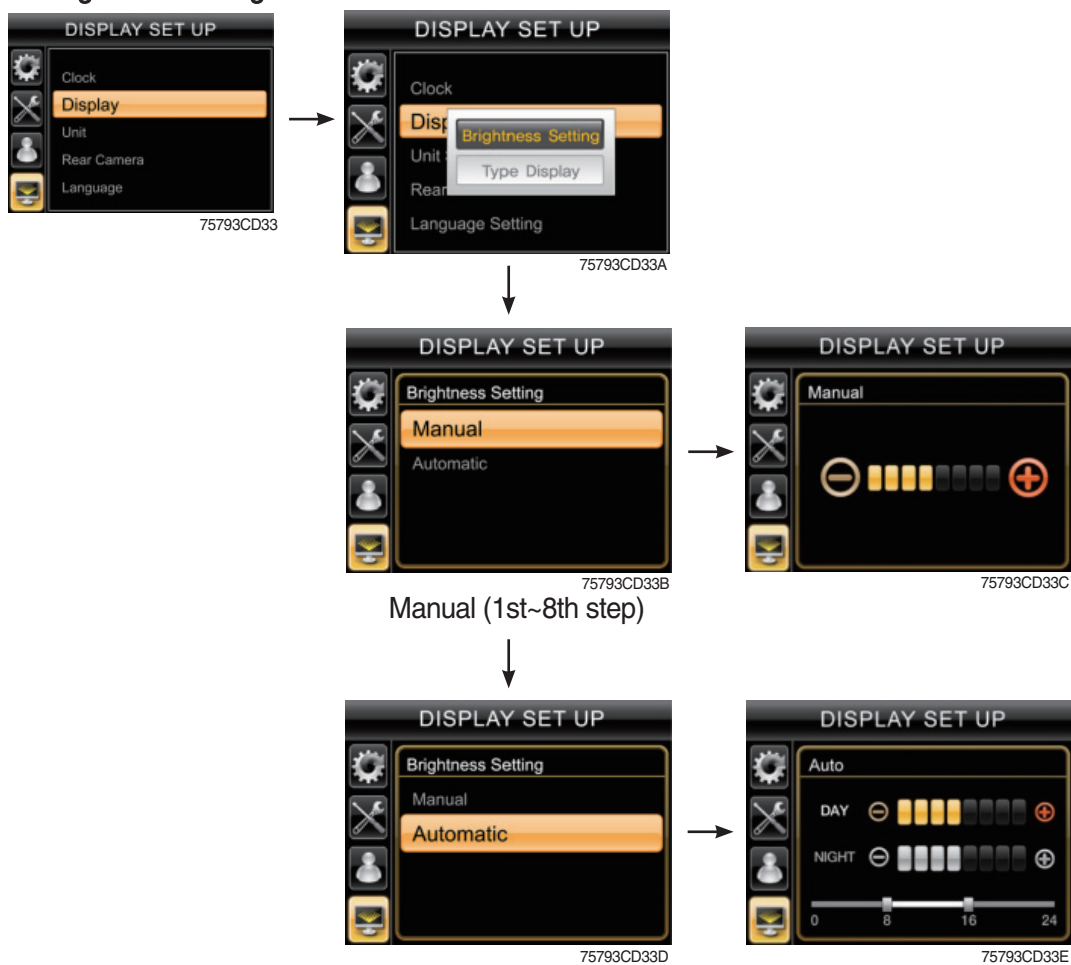 DISPLAY SET UP
Clock
Display
Unit
Rear Camera
Language
75793CD33
DISPLAY SET UP
Clock
Disp
Brightness Setting
Unit
Type Display
Rear
Language Setting
75793CD33A
DISPLAY SET UP
Brightness Setting
Manual
Automatic
75793CD33B
DISPLAY SET UP
Manual
75793CD33C
Manual (1st~8th step)
DISPLAY SET UP
Brightness Setting
Manual
Automatic
75793CD33D
DISPLAY SET UP
Auto
DAY
NIGHT
0 8 16 24
75793CD33E